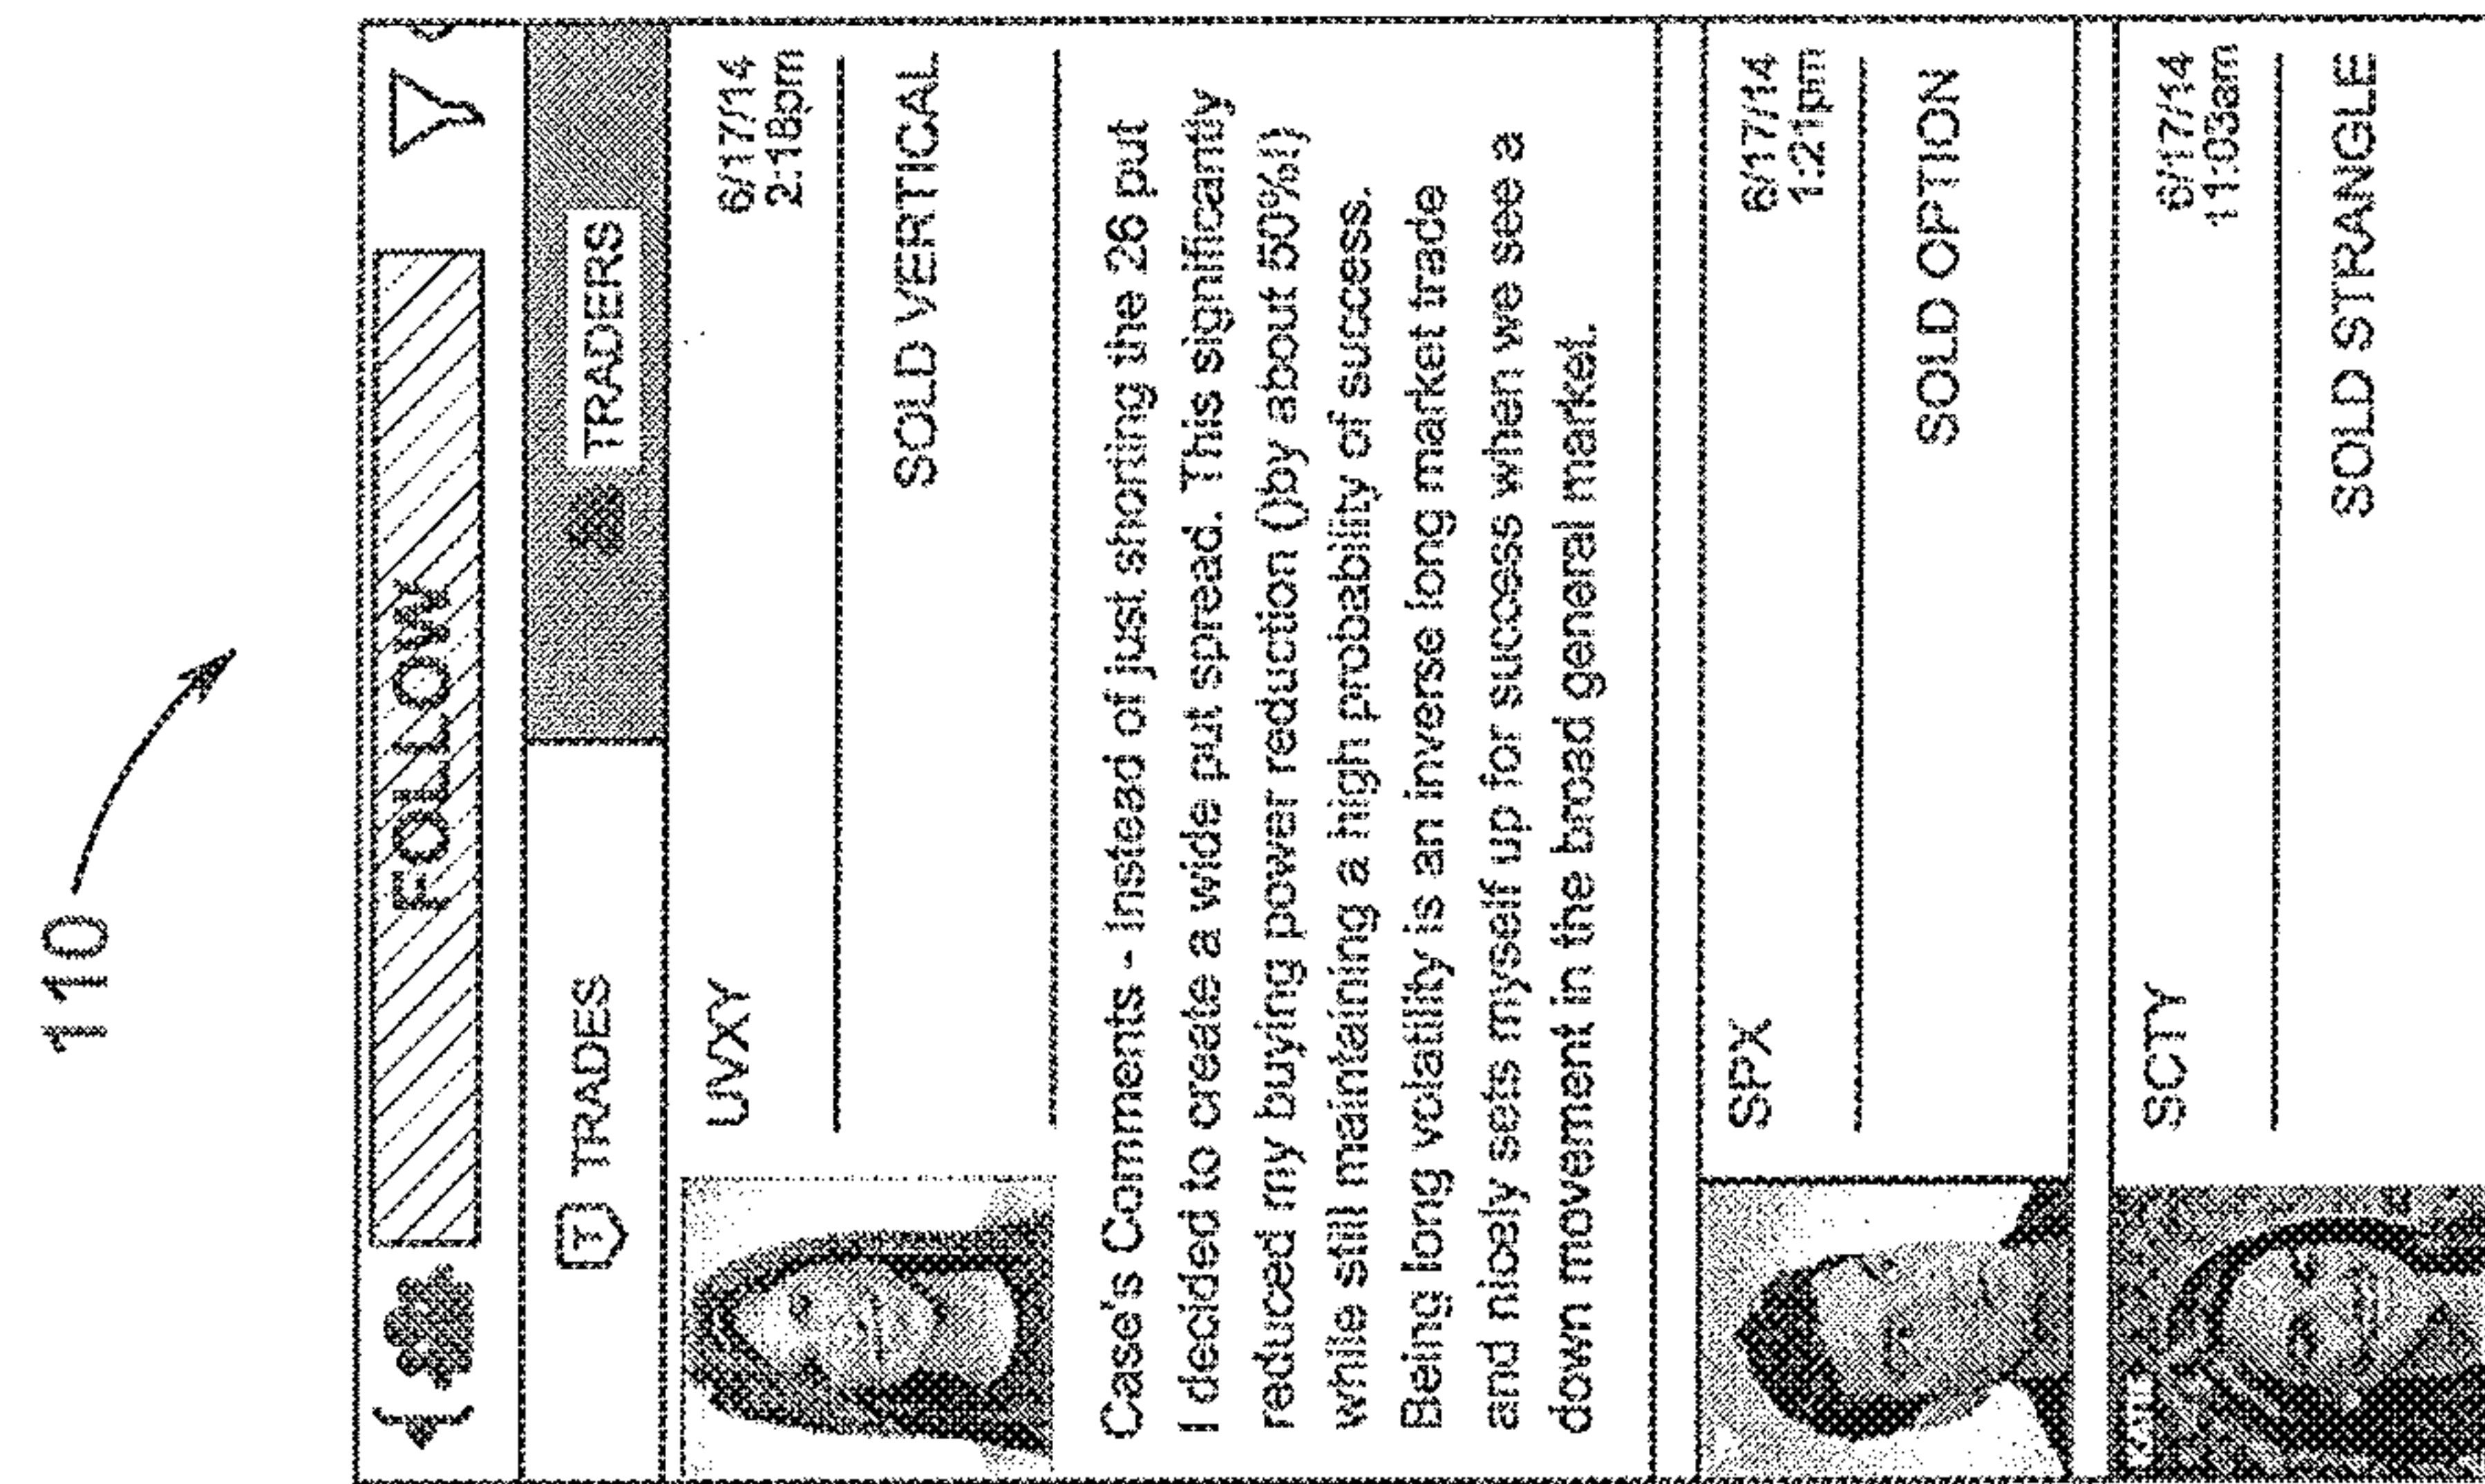 110
FOLLOW
TRADES
TRADERS
UVXY
6/17/14
2:18pm
SOLD VERTICAL
Case's Comments - Instead of just shorting the 26 put
I decided to create a wide put spread. This significantly
reduced my buying power reduction ()by about 50%!)
while still maintaining a high probability of success.
Being long volatility is an inverse long market trade
and nicely sets myself up for success when we see a
down movement in the broad general market.
SPX
6/17/14
1:21pm
SOLD OPTION
SCTY
6/17/14
11:03am
SOLD STRANGLE